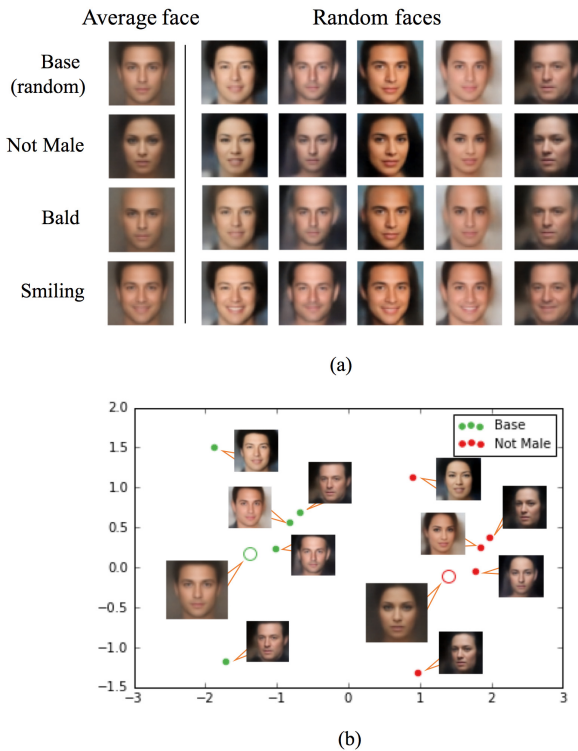 Average face
Random faces
Base
(random)
Not Male
Bald
Smiling
(a)
2.0
1.5
1.0
0.5
0.0
−0.5
−1.0
−1.5
−3
−2
−1
0
1
2
3
Base
Not Male
(b)